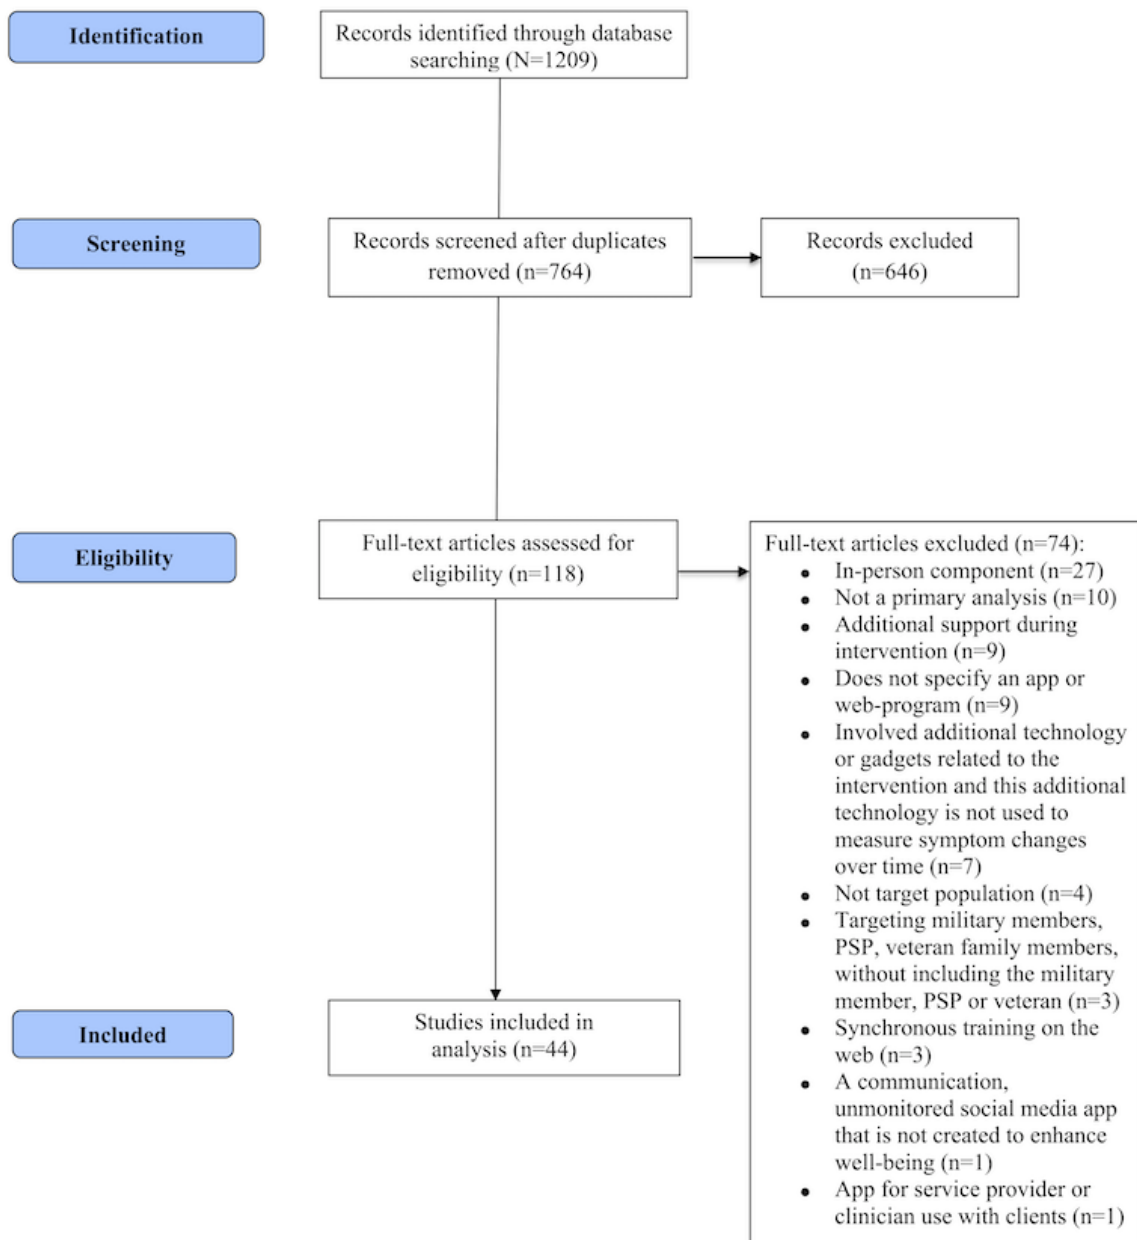 Identification
Records identified through database
searching (N=1209)
Screening
Records screened after duplicates
removed (n=764)
Records excluded
(n=646)
Eligibility
Full-text articles assessed for
eligibility (n=118)
Full-text articles excluded (n=74):
• In-person component (n=27)
• Not a primary analysis (n=10)
• Additional support during
intervention (n=9)
• Does not specify an app or
web-program (n=9)
• Involved additional technology
or gadgets related to the
intervention and this additional
technology is not used to
measure symptom changes
over time (n=7)
• Not target population (n=4)
• Targeting military members,
PSP, veteran family members,
without including the military
member, PSP or veteran (n=3)
• Synchronous training on the
web (n=3)
• A communication,
unmonitored social media app
that is not created to enhance
well-being (n=1)
• App for service provider or
clinician use with clients (n=1)
Included
Studies included in
analysis (n=44)